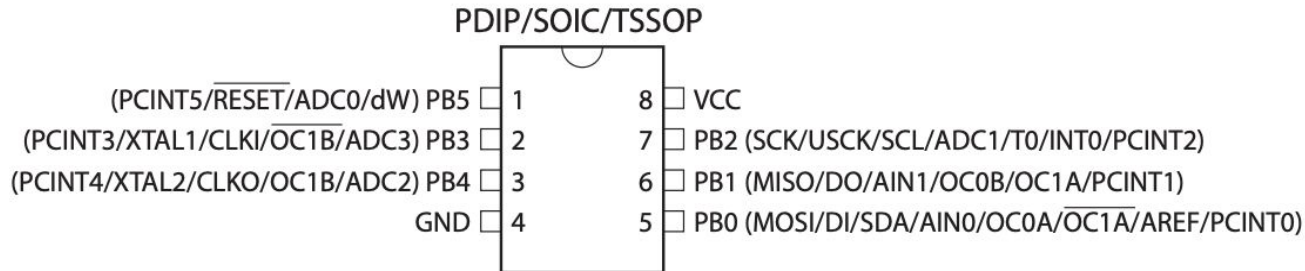 PDIP/SOIC/TSSOP
(PCINT5/RESET/ADC0/dW) PB5 1 8 VCC
(PCINT3/XTAL1/CLKI/OC1B/ADC3) PB3 2 7 PB2 (SCK/USCK/SCL/ADC1/T0/INT0/PCINT2)
(PCINT4/XTAL2/CLKO/OC1B/ADC2) PB4 3 6 PB1 (MISO/DO/AIN1/OC0B/OC1A/PCINT1)
GND 4 5 PB0 (MOSI/DI/SDA/AIN0/OC0A/OC1A/AREF/PCINT0)